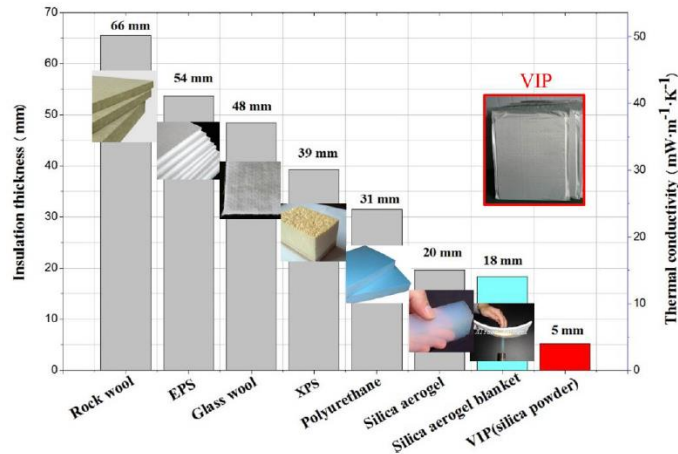 70
60
50
40
30
20
10
0
Insulation thickness (mm)
66 mm
54 mm
48 mm
39 mm
31 mm
20 mm
18 mm
5 mm
VIP
50
40
30
20
10
0
Thermal conductivity (mW·m⁻¹·K⁻¹)
Rock wool
EPS
Glass wool
XPS
Polyurethane
Silica aerogel
Silica aerogel blanket
VIP(silica powder)